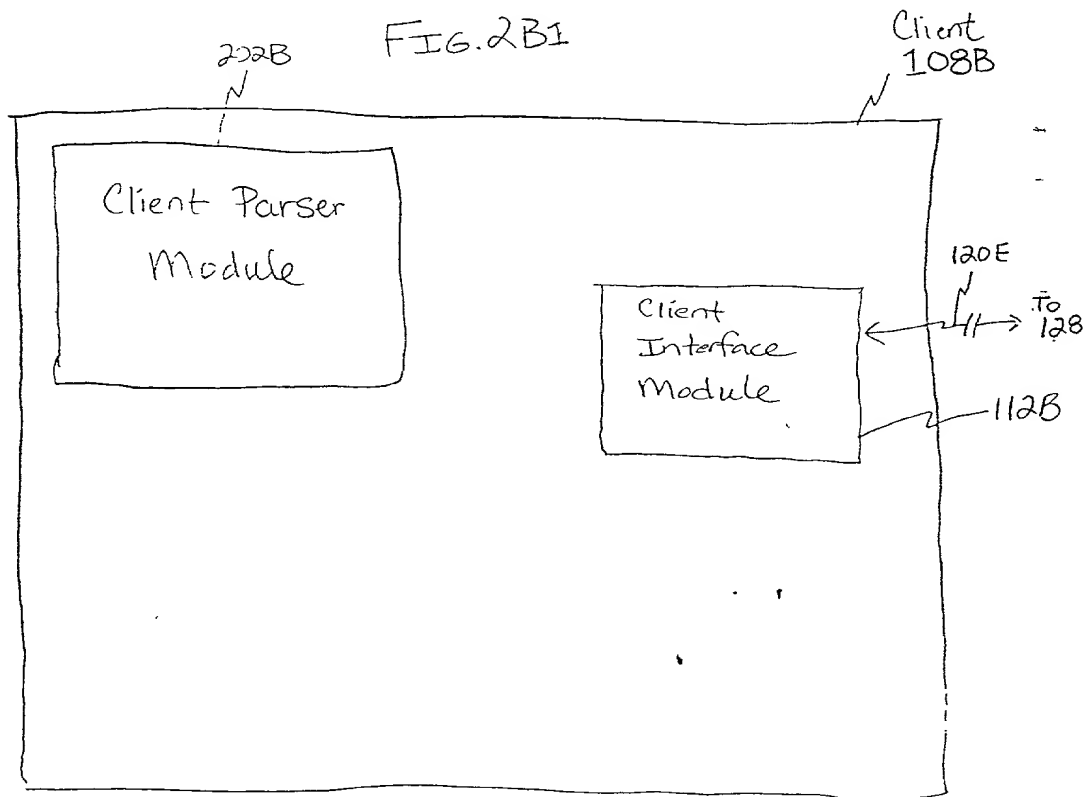 FIG. 2B1
202B
Client
108B
Client Parser
Module
120E
To
128
Client
Interface
Module
112B